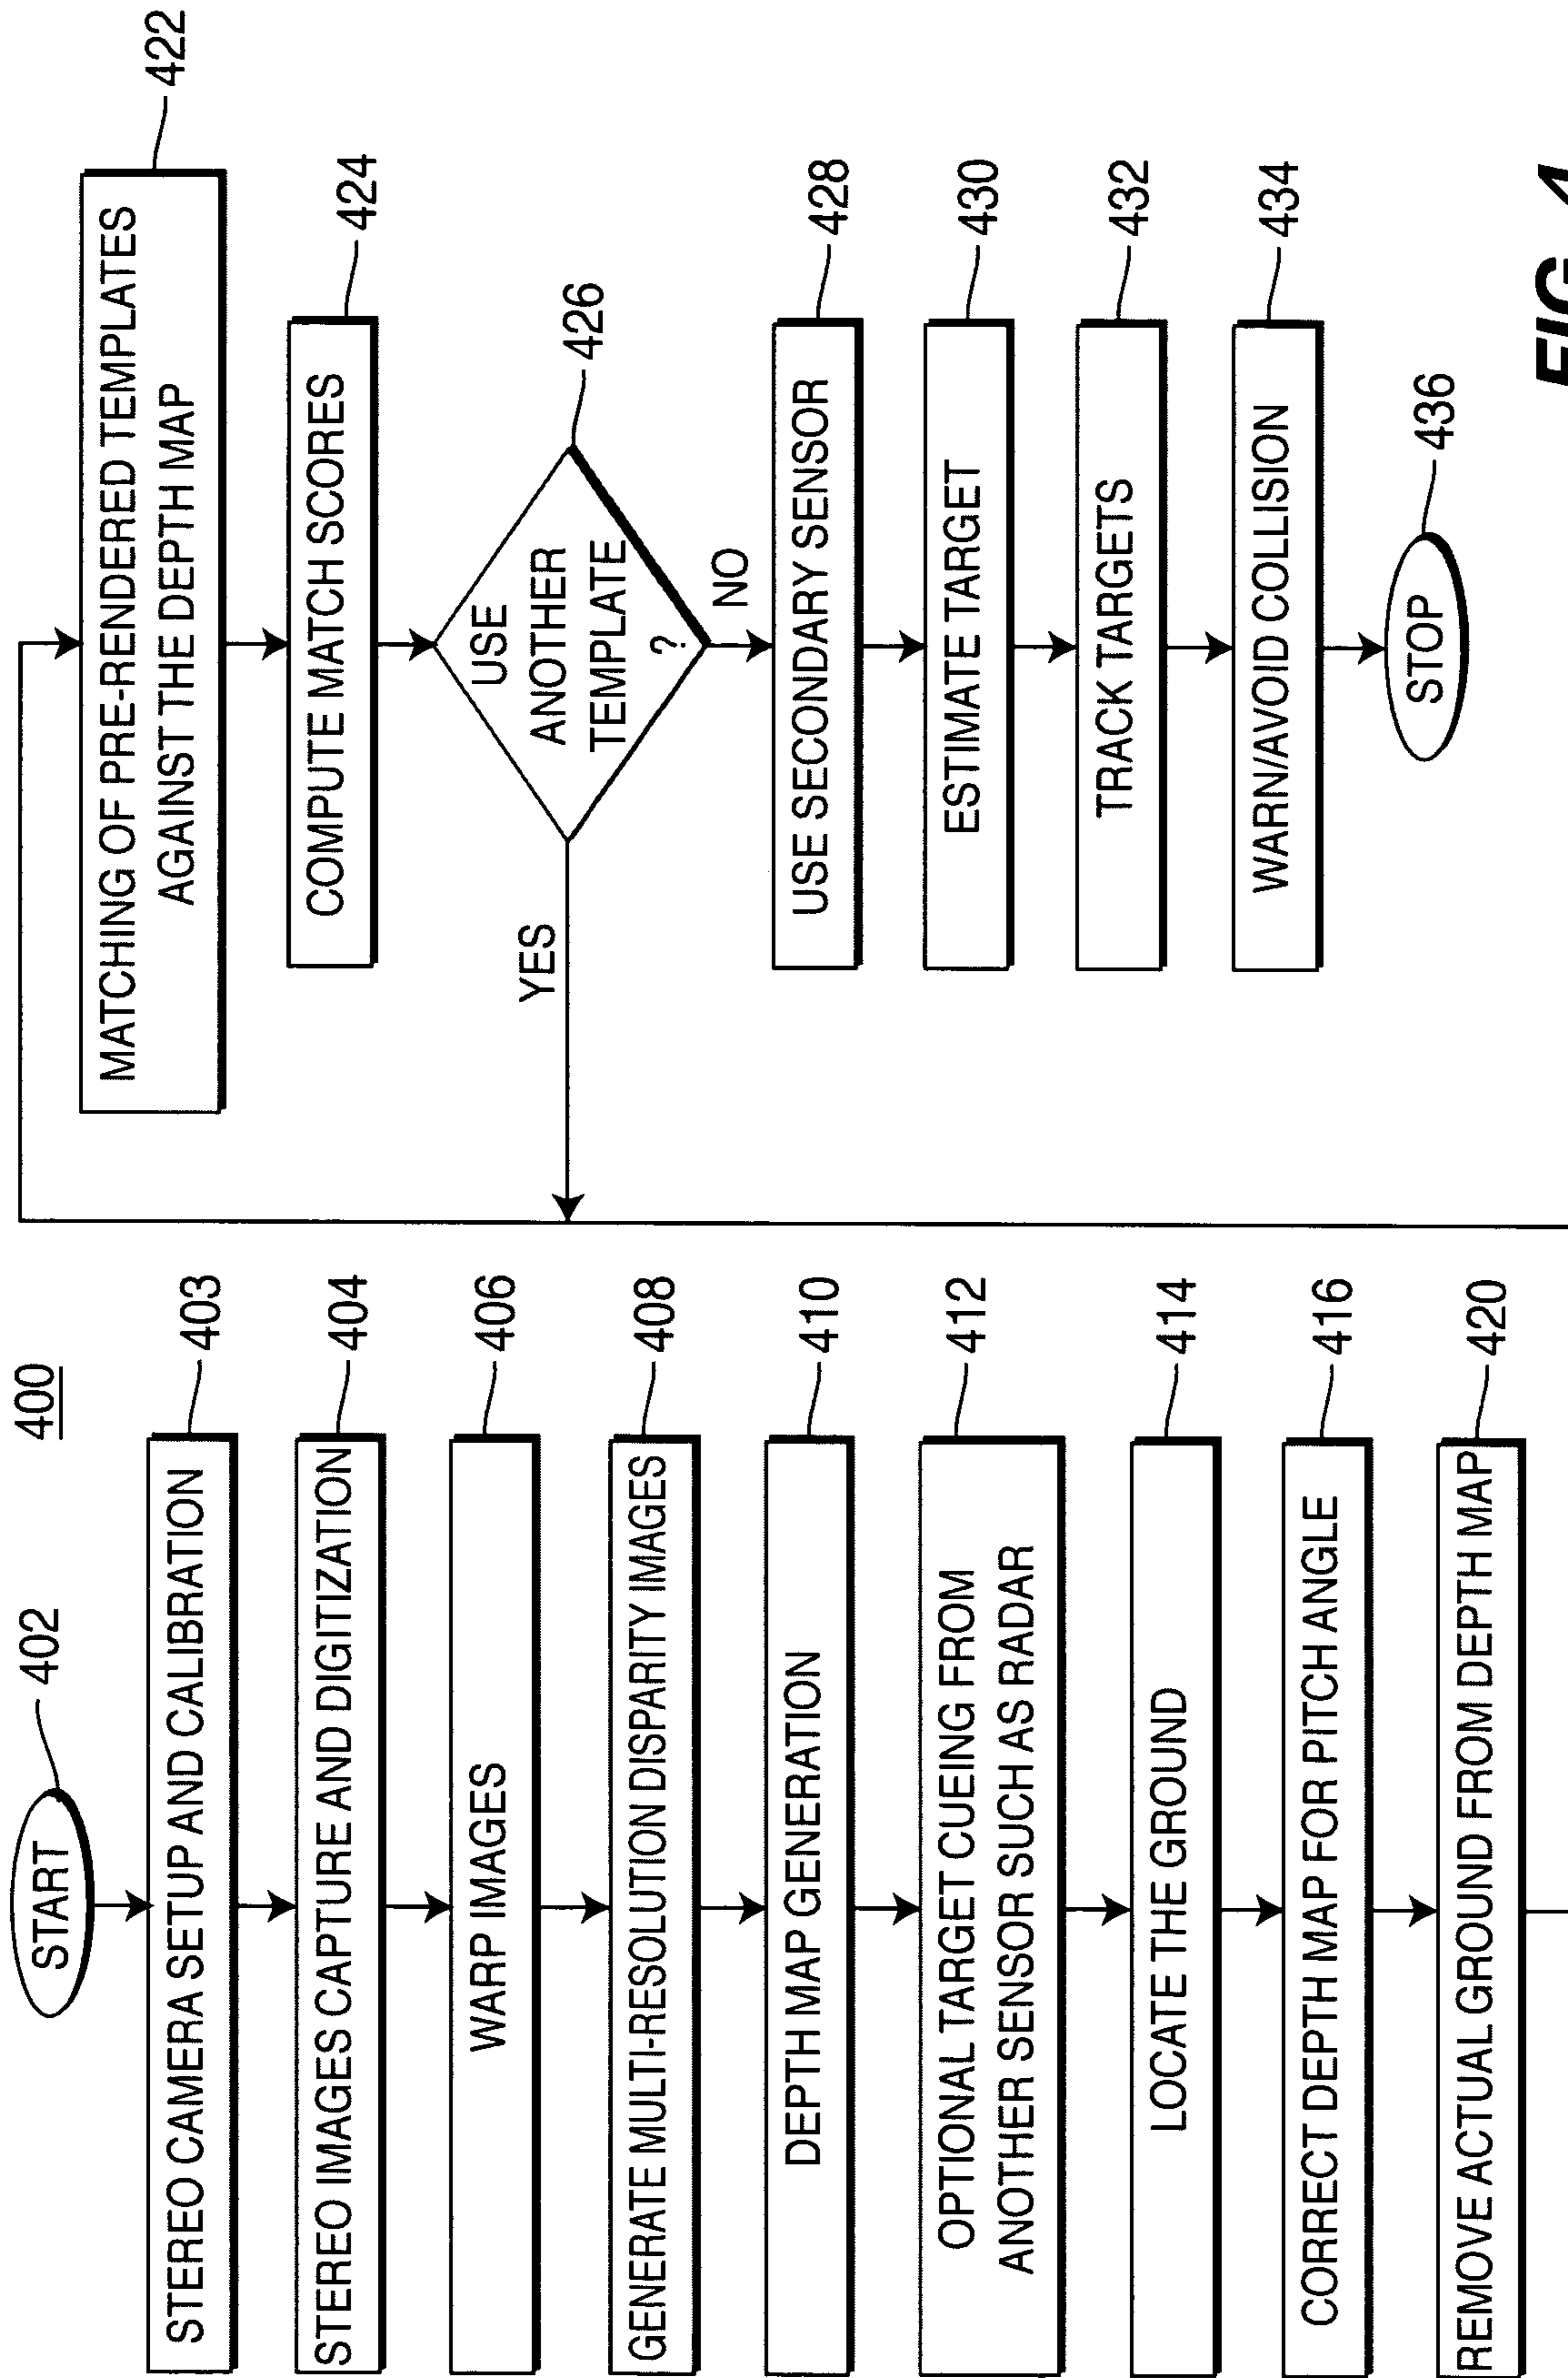 400
START
402
STEREO CAMERA SETUP AND CALIBRATION
403
STEREO IMAGES CAPTURE AND DIGITIZATION
404
WARP IMAGES
406
GENERATE MULTI-RESOLUTION DISPARITY IMAGES
408
DEPTH MAP GENERATION
410
OPTIONAL TARGET CUEING FROM
ANOTHER SENSOR SUCH AS RADAR
412
LOCATE THE GROUND
414
CORRECT DEPTH MAP FOR PITCH ANGLE
416
REMOVE ACTUAL GROUND FROM DEPTH MAP
420
MATCHING OF PRE-RENDERED TEMPLATES
AGAINST THE DEPTH MAP
422
COMPUTE MATCH SCORES
424
USE
ANOTHER
TEMPLATE
?
426
YES
NO
USE SECONDARY SENSOR
428
ESTIMATE TARGET
430
TRACK TARGETS
432
WARN/AVOID COLLISION
434
STOP
436
FIG. 4